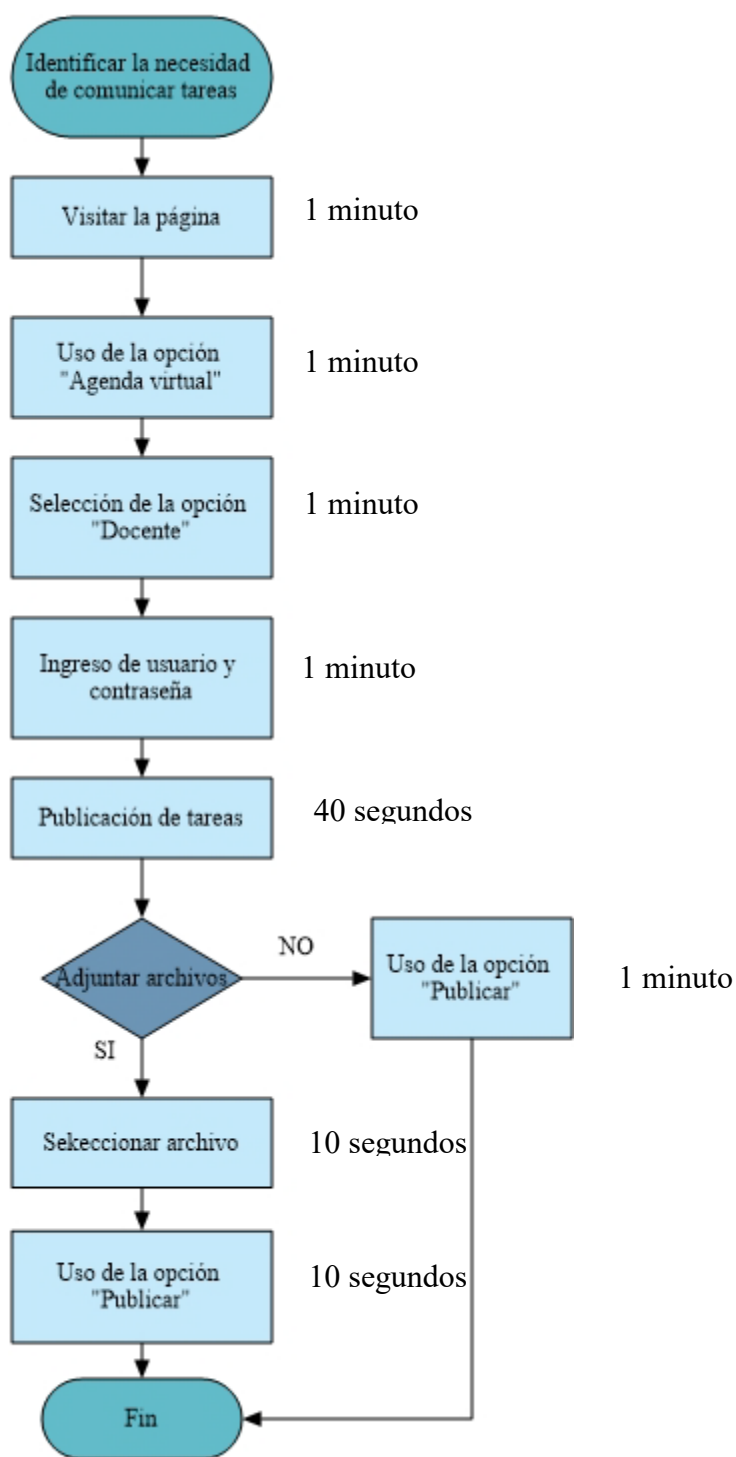 Identificar la necesidad
de comunicar tareas
Visitar la página
1 minuto
Uso de la opción
"Agenda virtual"
1 minuto
Selección de la opción
"Docente"
1 minuto
Ingreso de usuario y
contraseña
1 minuto
Publicación de tareas
40 segundos
Adjuntar archivos
NO
Uso de la opción
"Publicar"
1 minuto
SI
Sekeccionar archivo
10 segundos
Uso de la opción
"Publicar"
10 segundos
Fin